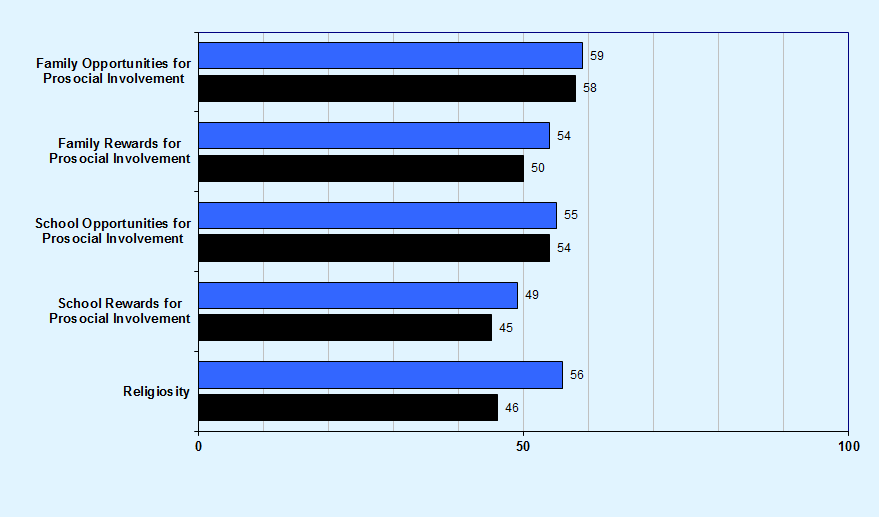 Family Opportunities for
Prosocial Involvement
59
58
Family Rewards for
Prosocial Involvement
54
50
School Opportunities for
Prosocial Involvement
55
54
School Rewards for
Prosocial Involvement
49
45
Religiosity
56
46
0 50 100